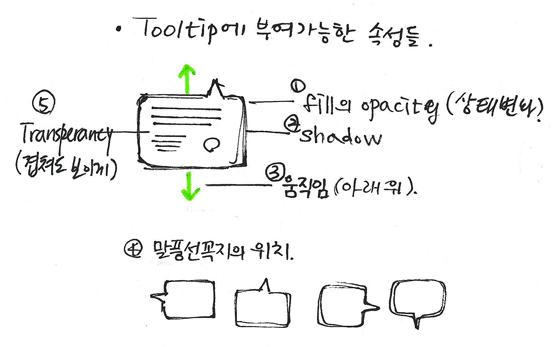 • Tooltip에 부여가능한 속성들.
① fill의 opacity (상태변화?)
② shadow
③ 움직임 (아래위).
④ 말풍선꼭지의 위치.
⑤
Transperancy
(겹쳐도 보이게)